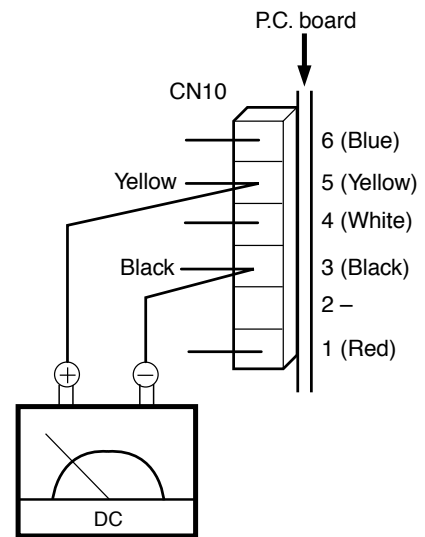 P.C. board
CN10
6 (Blue)
Yellow
5 (Yellow)
4 (White)
Black
3 (Black)
2 –
1 (Red)
+
−
DC